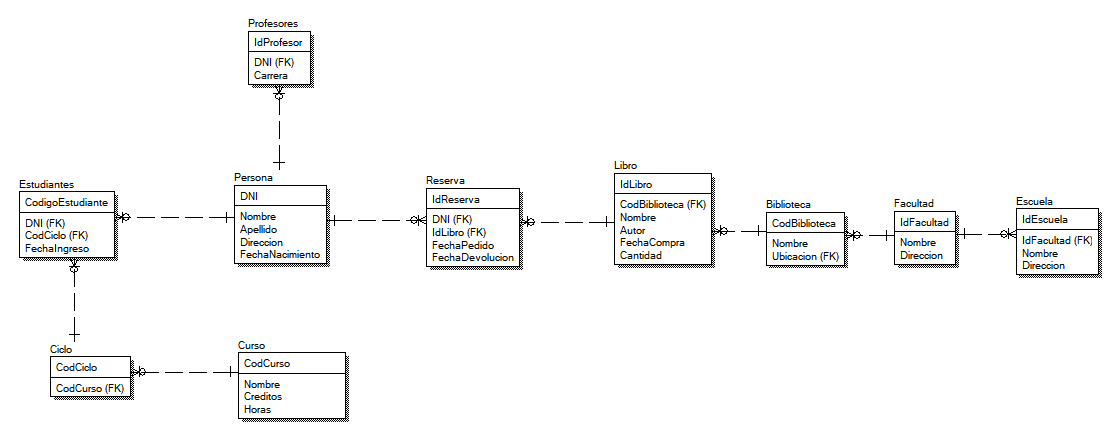 Profesores
IdProfesor
DNI (FK)
Carrera
Estudiantes
CodigoEstudiante
DNI (FK)
CodCiclo (FK)
FechaIngreso
Persona
DNI
Nombre
Apellido
Direccion
FechaNacimiento
Reserva
IdReserva
DNI (FK)
IdLibro (FK)
FechaPedido
FechaDevolucion
Libro
IdLibro
CodBiblioteca (FK)
Nombre
Autor
FechaCompra
Cantidad
Biblioteca
CodBiblioteca
Nombre
Ubicacion (FK)
Facultad
IdFacultad
Nombre
Direccion
Escuela
IdEscuela
IdFacultad (FK)
Nombre
Direccion
Ciclo
CodCiclo
CodCurso (FK)
Curso
CodCurso
Nombre
Creditos
Horas